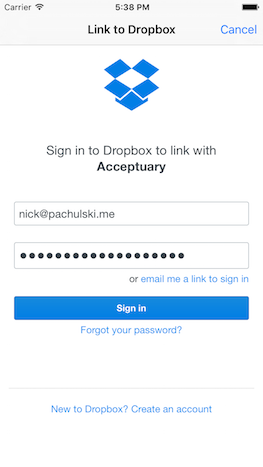 Carrier 5:38 PM
Link to Dropbox Cancel
Sign in to Dropbox to link with
Acceptuary
nick@pachulski.me
●●●●●●●●●●●●●●●●●●●
or email me a link to sign in
Sign in
Forgot your password?
New to Dropbox? Create an account